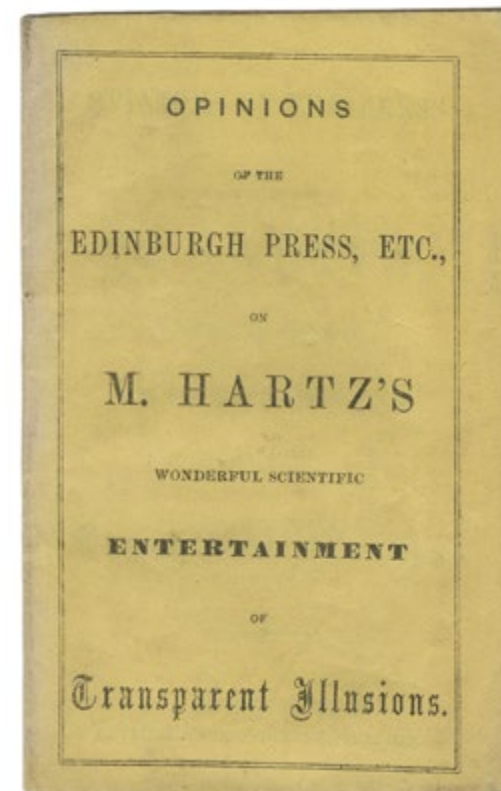 OPINIONS
OF THE
EDINBURGH PRESS, ETC.,
ON
M. HARTZ'S
WONDERFUL SCIENTIFIC
ENTERTAINMENT
OF
Transparent Illusions.